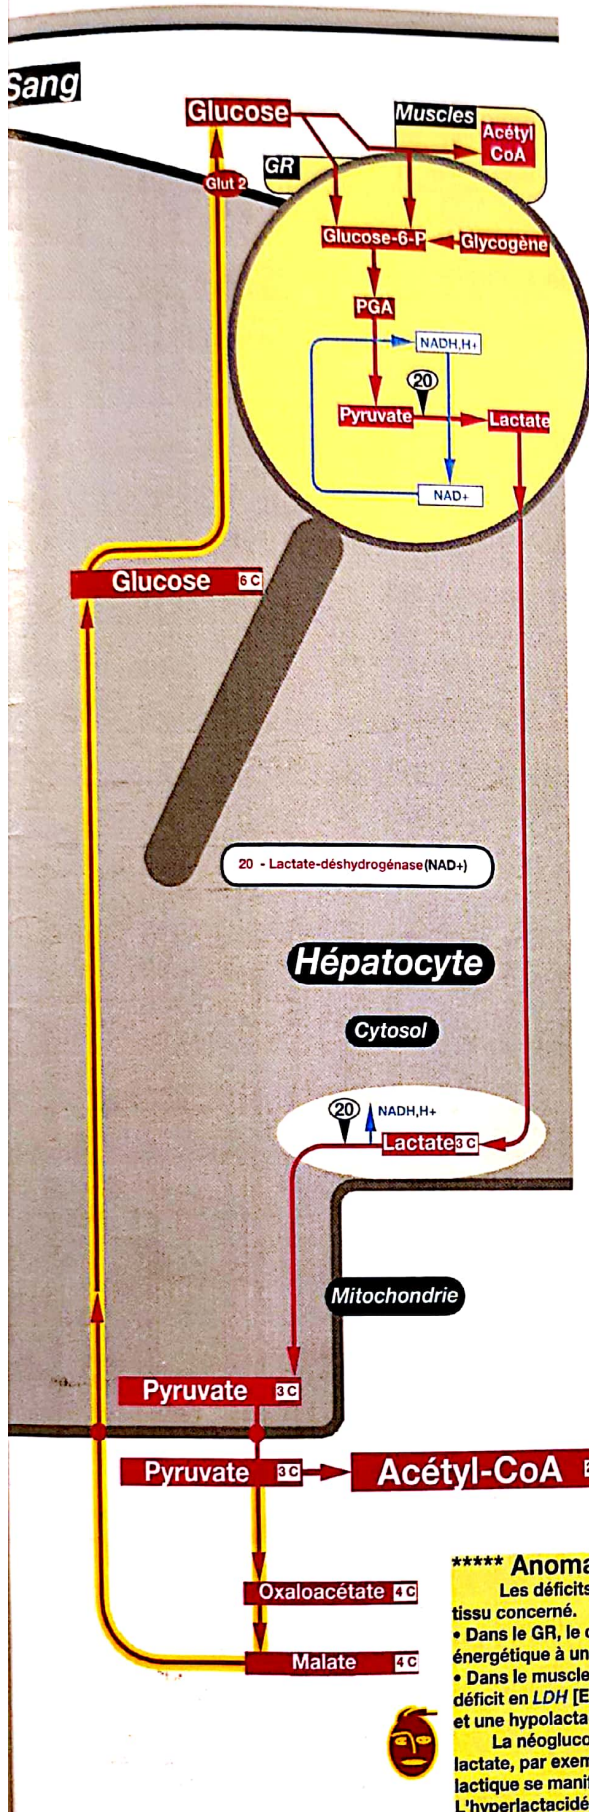 Sang
Glucose
Muscles
Acétyl
CoA
GR
Glut 2
Glucose-6-P
Glycogène
PGA
NADH,H+
20
Pyruvate
Lactate
NAD+
Glucose 6 C
20 - Lactate-déshydrogénase(NAD+)
Hépatocyte
Cytosol
20
NADH,H+
Lactate 3 C
Mitochondrie
Pyruvate 3 C
Pyruvate 3 C
Acétyl-CoA
Oxaloacétate 4 C
Malate 4 C
***** Anoma
Les déficits
tissu concerné.
• Dans le GR, le d
énergétique à un
• Dans le muscle
déficit en LDH [E
et une hypolacta
La néogluco
lactate, par exem
lactique se manif
L'hyperlactacidé